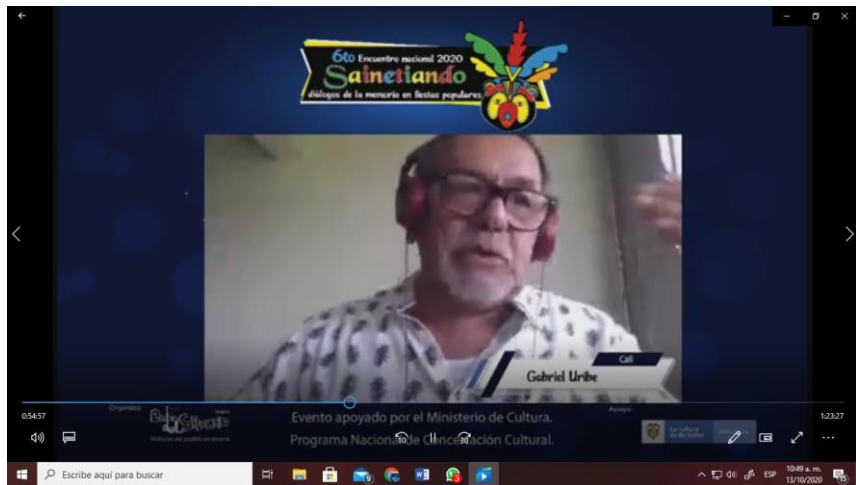 6to Encuentro nacional 2020
Sainetiando
diálogos de la memoria en fiestas populares
Cali
Gabriel Uribe
0:54:57
1:23:27
Organiza:
Apoya:
Evento apoyado por el Ministerio de Cultura.
Programa Nacional de Concertación Cultural.
10
30
Escribe aquí para buscar
ESP
10:49 a. m.
13/10/2020